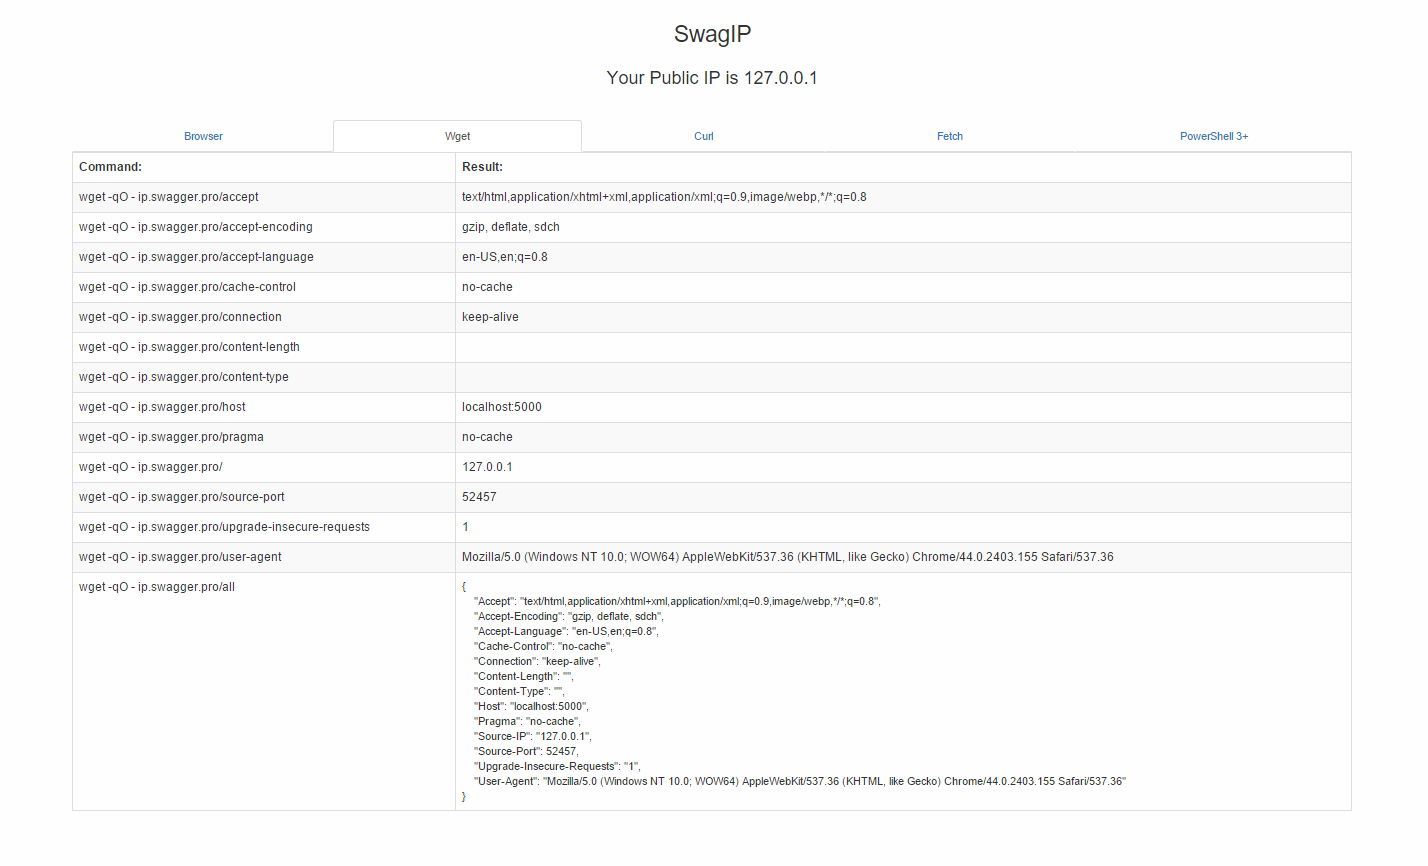 SwagIP
Your Public IP is 127.0.0.1
Browser Wget Curl Fetch PowerShell 3+
Command: Result:
wget -qO - ip.swagger.pro/accept text/html,application/xhtml+xml,application/xml;q=0.9,image/webp,*/*;q=0.8
wget -qO - ip.swagger.pro/accept-encoding gzip, deflate, sdch
wget -qO - ip.swagger.pro/accept-language en-US,en;q=0.8
wget -qO - ip.swagger.pro/cache-control no-cache
wget -qO - ip.swagger.pro/connection keep-alive
wget -qO - ip.swagger.pro/content-length
wget -qO - ip.swagger.pro/content-type
wget -qO - ip.swagger.pro/host localhost:5000
wget -qO - ip.swagger.pro/pragma no-cache
wget -qO - ip.swagger.pro/ 127.0.0.1
wget -qO - ip.swagger.pro/source-port 52457
wget -qO - ip.swagger.pro/upgrade-insecure-requests 1
wget -qO - ip.swagger.pro/user-agent Mozilla/5.0 (Windows NT 10.0; WOW64) AppleWebKit/537.36 (KHTML, like Gecko) Chrome/44.0.2403.155 Safari/537.36
wget -qO - ip.swagger.pro/all {
"Accept": "text/html,application/xhtml+xml,application/xml;q=0.9,image/webp,*/*;q=0.8",
"Accept-Encoding": "gzip, deflate, sdch",
"Accept-Language": "en-US,en;q=0.8",
"Cache-Control": "no-cache",
"Connection": "keep-alive",
"Content-Length": "",
"Content-Type": "",
"Host": "localhost:5000",
"Pragma": "no-cache",
"Source-IP": "127.0.0.1",
"Source-Port": 52457,
"Upgrade-Insecure-Requests": "1",
"User-Agent": "Mozilla/5.0 (Windows NT 10.0; WOW64) AppleWebKit/537.36 (KHTML, like Gecko) Chrome/44.0.2403.155 Safari/537.36"
}